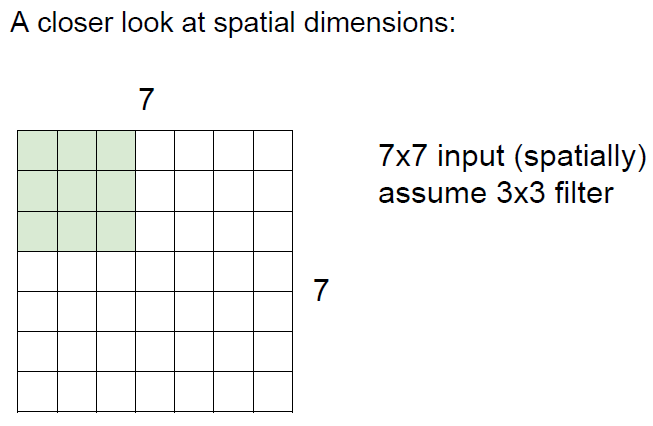 A closer look at spatial dimensions:
7
7x7 input (spatially)
assume 3x3 filter
7